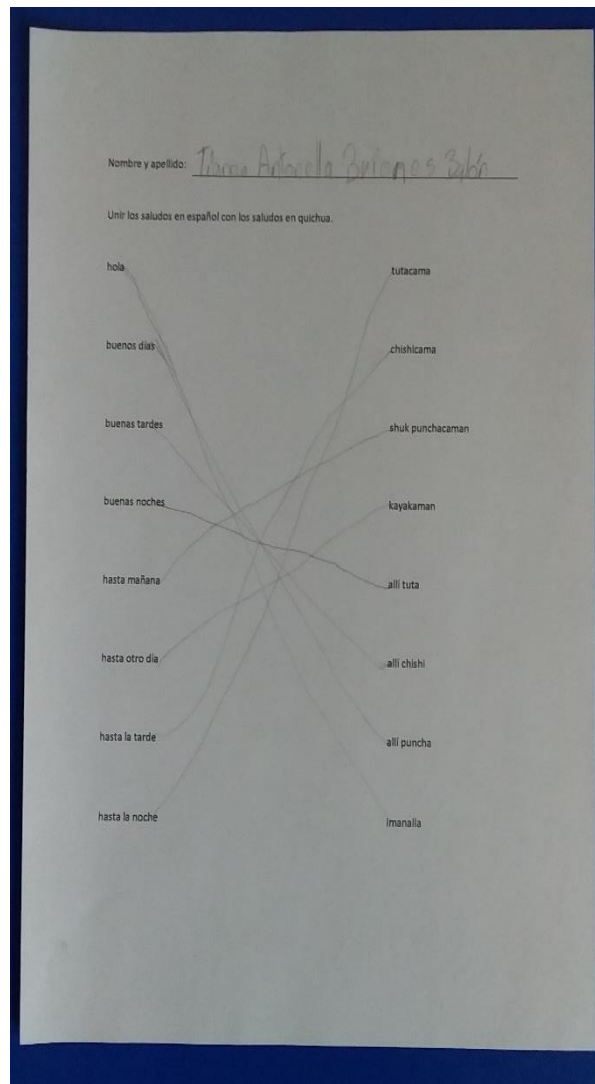 Nombre y apellido: Antonella
Unir los saludos en español con los saludos en quichua.
hola tutacama
buenos días chishicama
buenas tardes shuk punchacaman
buenas noches kayakaman
hasta mañana alli tuta
hasta otro día alli chishi
hasta la tarde alli puncha
hasta la noche imanalla